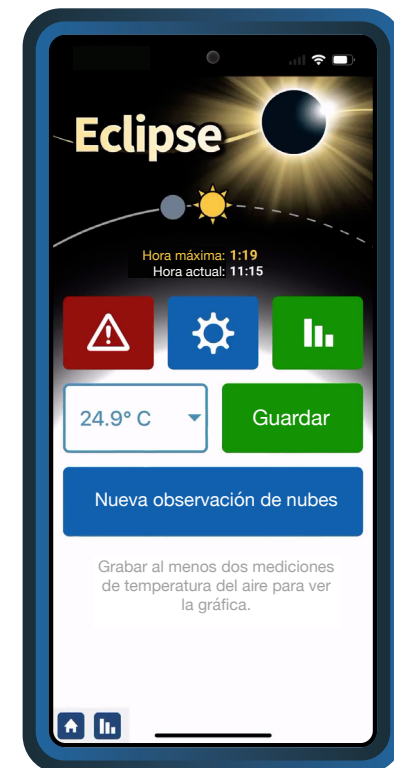 Eclipse
Hora máxima: 1:19
Hora actual: 11:15
24.9° C
Guardar
Nueva observación de nubes
Grabar al menos dos mediciones
de temperatura del aire para ver
la gráfica.